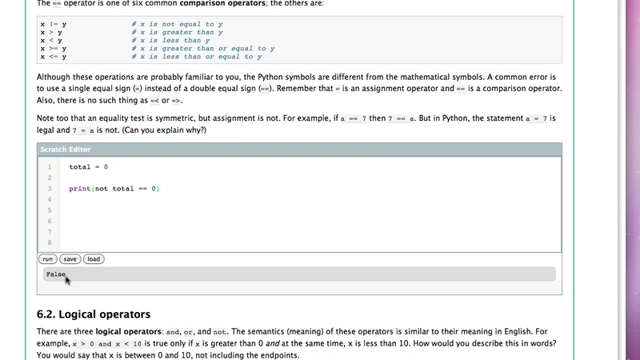 The == operator is one of six common comparison operators; the others are:
x != y # x is not equal to y
x > y # x is greater than y
x < y # x is less than y
x >= y # x is greater than or equal to y
x <= y # x is less than or equal to y
Although these operations are probably familiar to you, the Python symbols are different from the mathematical symbols. A common error is
to use a single equal sign (=) instead of a double equal sign (==). Remember that = is an assignment operator and == is a comparison operator.
Also, there is no such thing as =< or =>.
Note too that an equality test is symmetric, but assignment is not. For example, if a == 7 then 7 == a. But in Python, the statement a = 7 is
legal and 7 = a is not. (Can you explain why?)
Scratch Editor
1 total = 0
2
3 print(not total == 0)
4
5
6
7
8
run save load
False
6.2. Logical operators
There are three logical operators: and, or, and not. The semantics (meaning) of these operators is similar to their meaning in English. For
example, x > 0 and x < 10 is true only if x is greater than 0 and at the same time, x is less than 10. How would you describe this in words?
You would say that x is between 0 and 10, not including the endpoints.